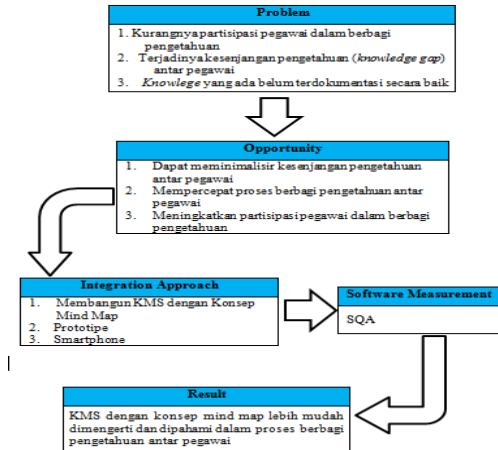 Problem
1. Kurangnya partisipasi pegawai dalam berbagi
pengetahuan
2. Terjadinya kesenjangan pengetahuan (knowledge gap)
antar pegawai
3. Knowlege yang ada belum terdokumentasi secara baik
Opportunity
1. Dapat meminimalisir kesenjangan pengetahuan
antar pegawai
2. Mempercepat proses berbagi pengetahuan antar
pegawai
3. Meningkatkan partisipasi pegawai dalam berbagi
pengetahuan
Integration Approach
1. Membangun KMS dengan Konsep
Mind Map
2. Prototipe
3. Smartphone
Software Measurement
SQA
Result
KMS dengan konsep mind map lebih mudah
dimengerti dan dipahami dalam proses berbagi
pengetahuan antar pegawai